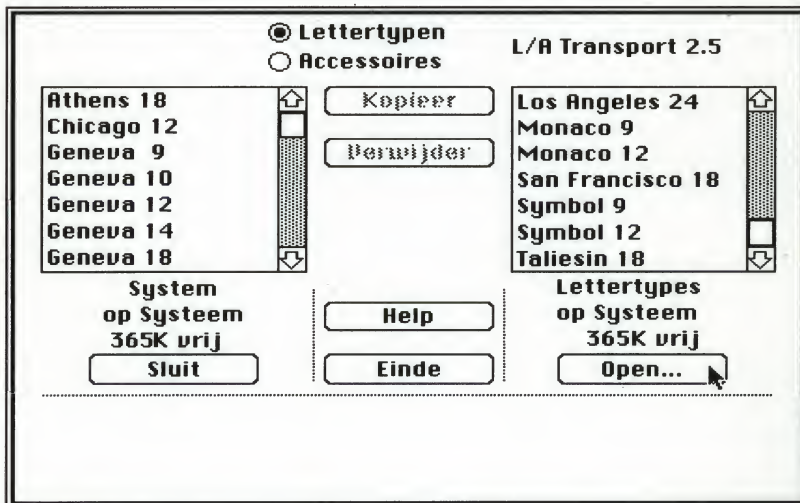 Lettertypen
Accessoires
L/A Transport 2.5
Athens 18
Chicago 12
Geneva 9
Geneva 10
Geneva 12
Geneva 14
Geneva 18
Kopieer
Verwijder
Los Angeles 24
Monaco 9
Monaco 12
San Francisco 18
Symbol 9
Symbol 12
Taliesin 18
System
op Systeem
365K vrij
Sluit
Help
Einde
Lettertypes
op Systeem
365K vrij
Open...